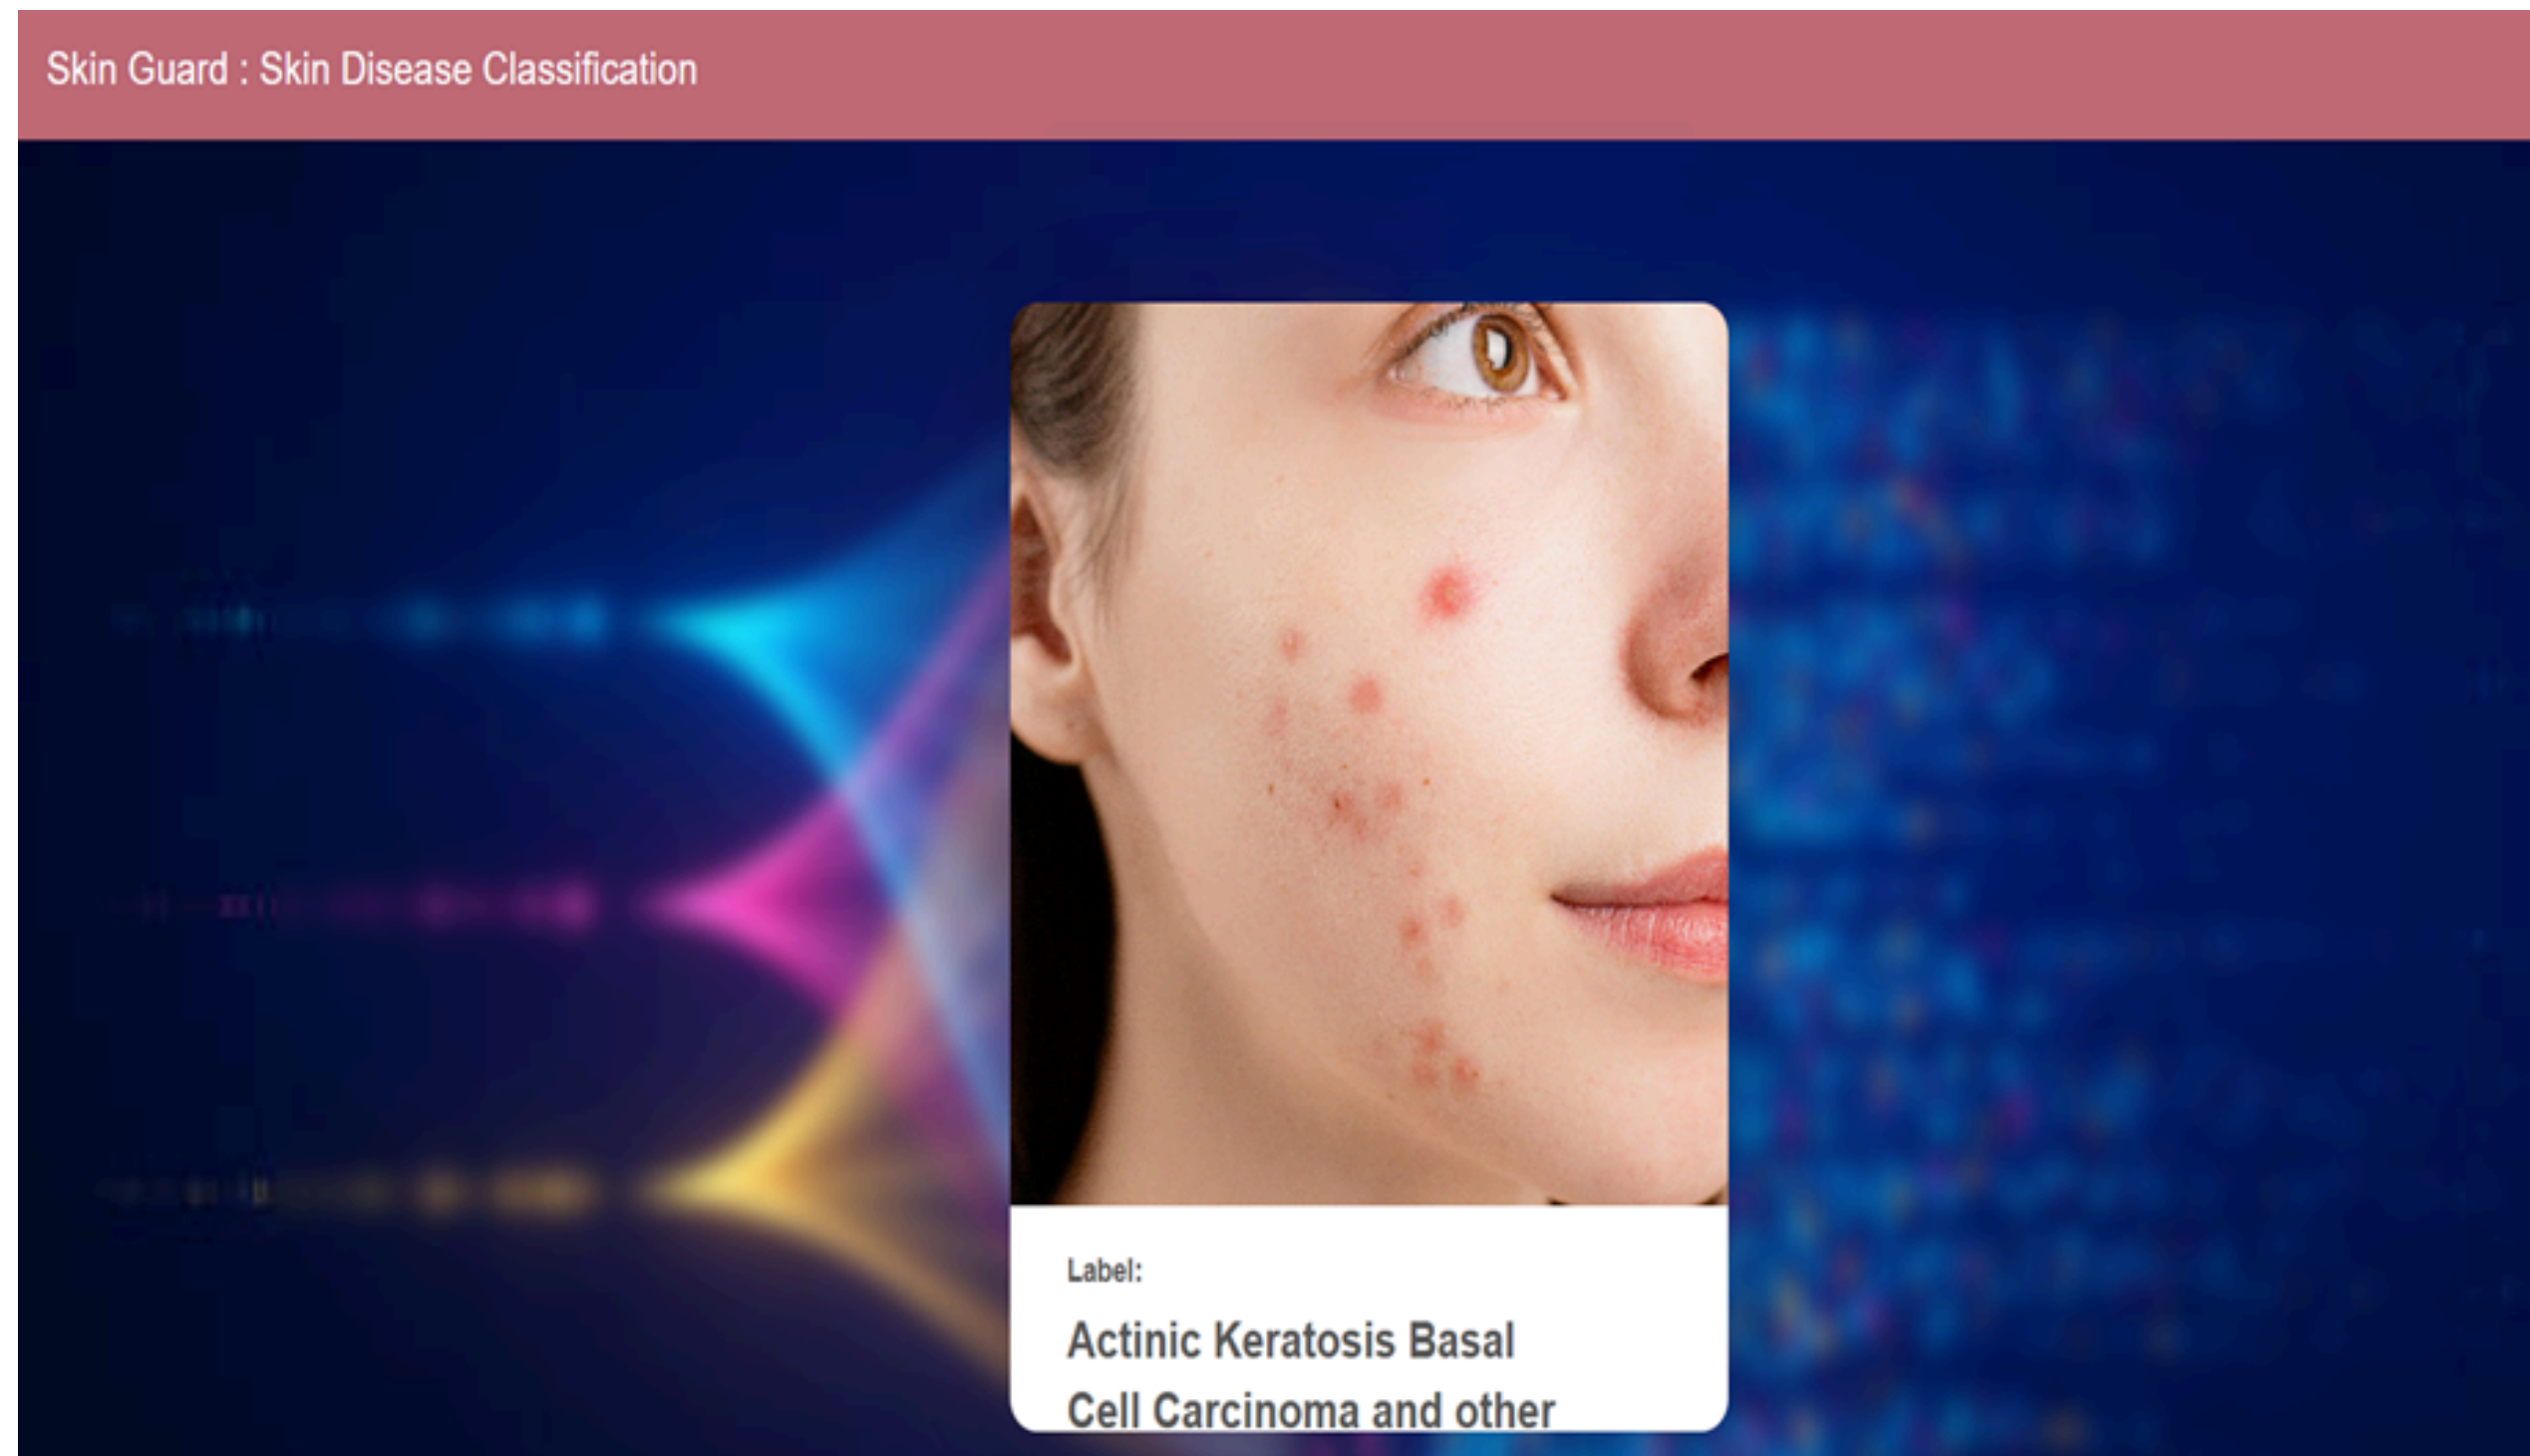 Skin Guard : Skin Disease Classification
Label:
Actinic Keratosis Basal
Cell Carcinoma and other